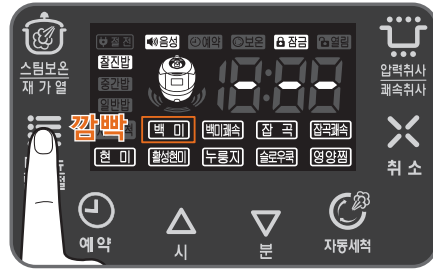 스팀보온
재가열
절전
음성
예약
보온
잠금
열림
찰진밥
중간밥
일반밥
깜빡
백미
백미쾌속
잡곡
잡곡쾌속
현미
활성현미
누룽지
슬로우쿡
영양찜
압력취사
쾌속취사
취소
예약
시
분
자동세척